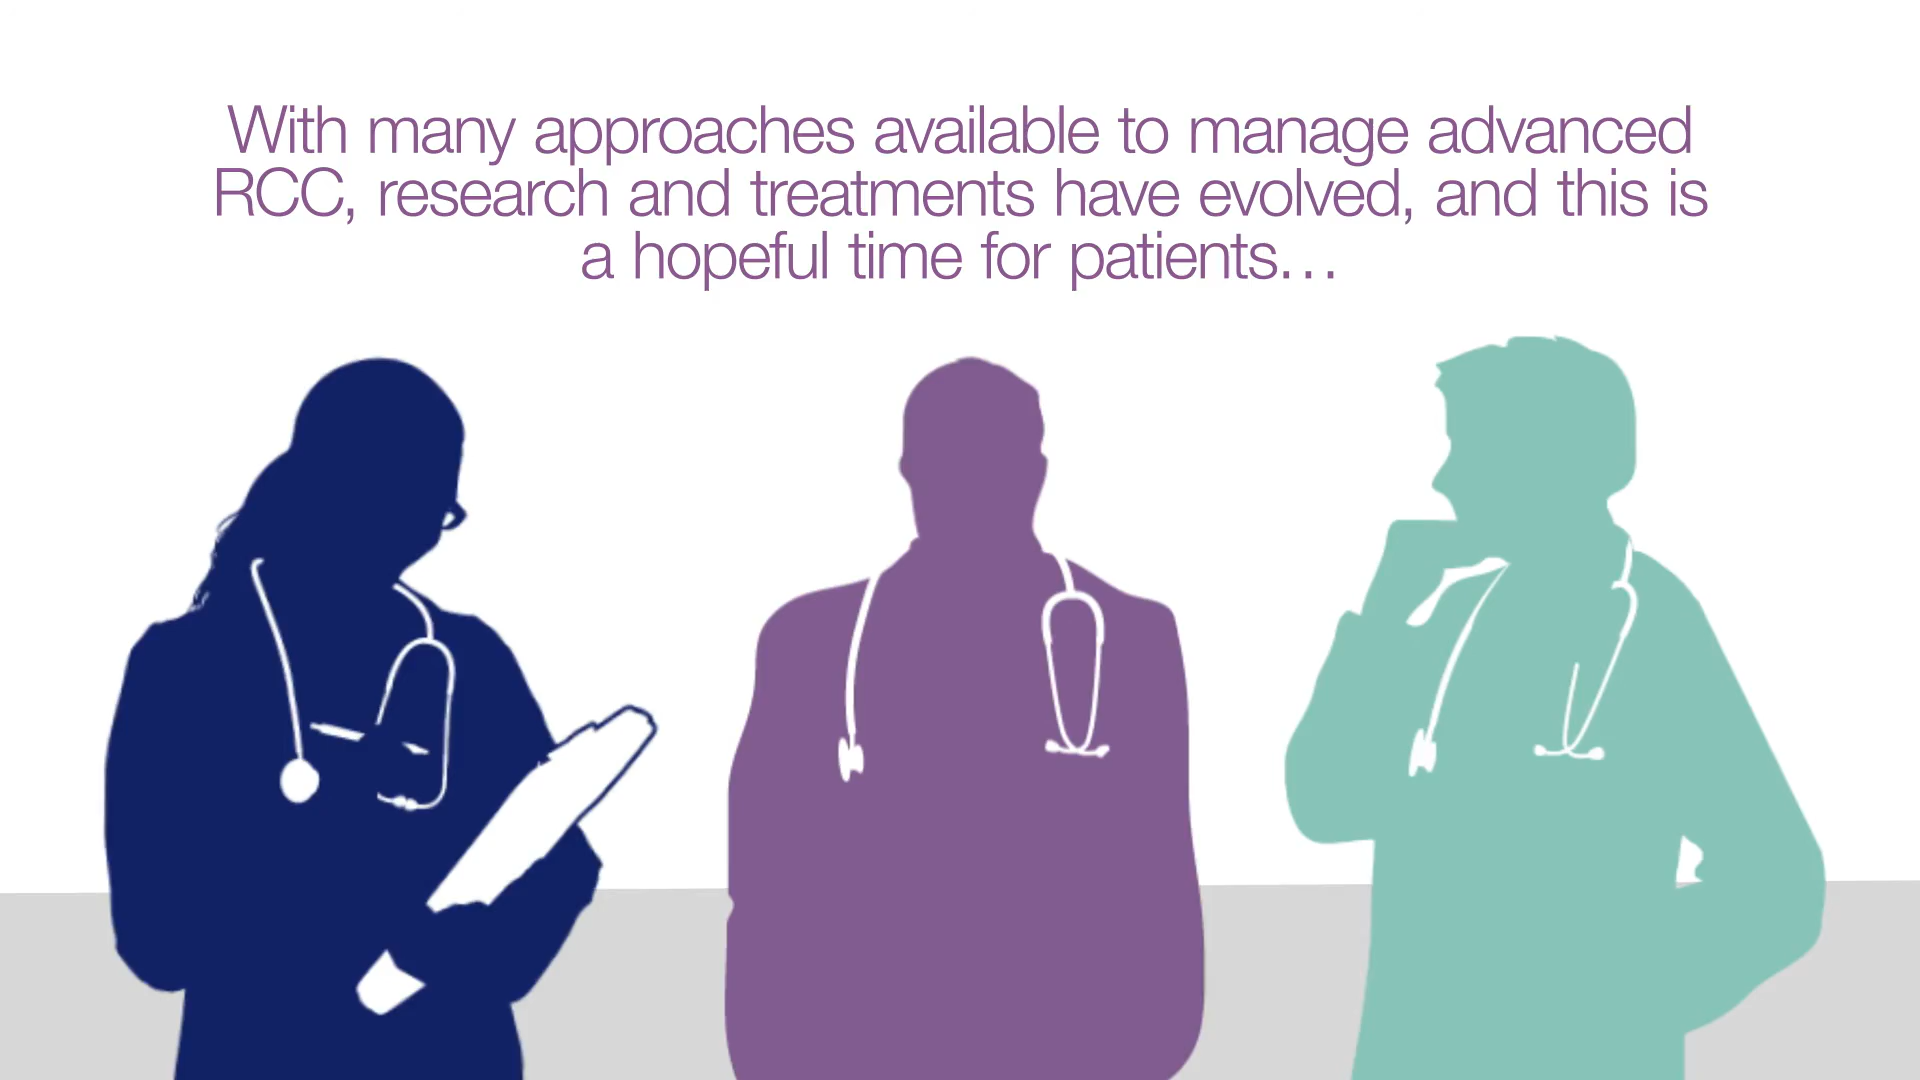 With many approaches available to manage advanced
RCC, research and treatments have evolved, and this is
a hopeful time for patients…